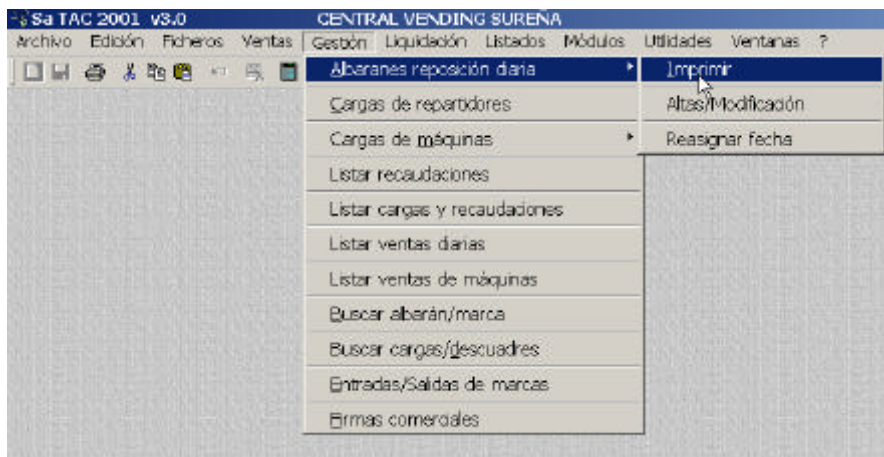 Sa TAC 2001 v3.0 CENTRAL VENDING SUREÑA
Archivo Edición Ficheros Ventas Gestión Liquidación Listados Módulos Utilidades Ventanas ?
Albaranes reposición diaria Imprimir
Cargas de repartidores Altas/Modificación
Cargas de máquinas Reasignar fecha
Listar recaudaciones
Listar cargas y recaudaciones
Listar ventas diarias
Listar ventas de máquinas
Buscar albarán/marca
Buscar cargas/descuadres
Entradas/Salidas de marcas
Firmas comerciales